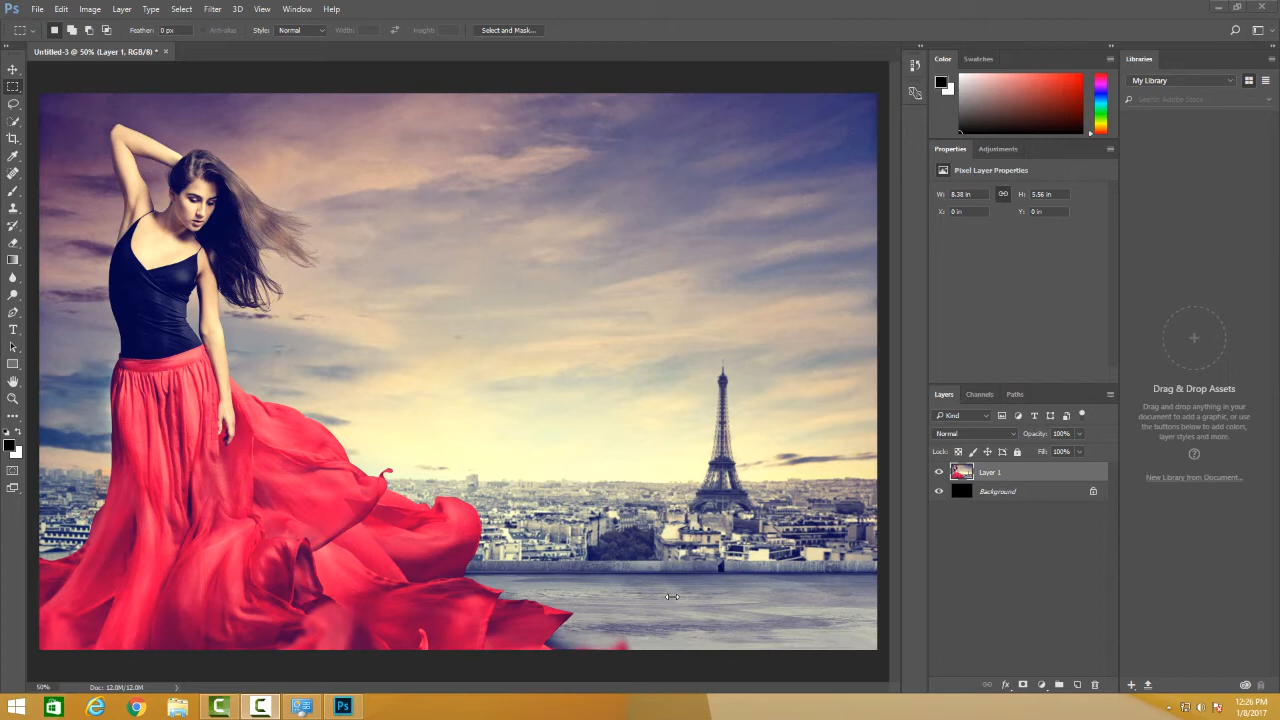 Ps File Edit Image Layer Type Select Filter 3D View Window Help
Feather: 0 px Anti-alias Style: Normal Width: Height: Select and Mask...
Untitled-3 @ 50% (Layer 1, RGB/8) * ×
Color Swatches
Libraries
My Library
Search Adobe Stock
Properties Adjustments
Pixel Layer Properties
W: 8.38 in H: 5.56 in
X: 0 in Y: 0 in
Drag & Drop Assets
Drag and drop anything in your
document to add a graphic, or
use the buttons below to add colors,
layer styles and more.
New Library from Document...
Layers Channels Paths
Kind
Normal Opacity: 100%
Lock: Fill: 100%
Layer 1
Background
50% Doc: 12.0M/12.0M
Ps
12:26 PM
1/8/2017